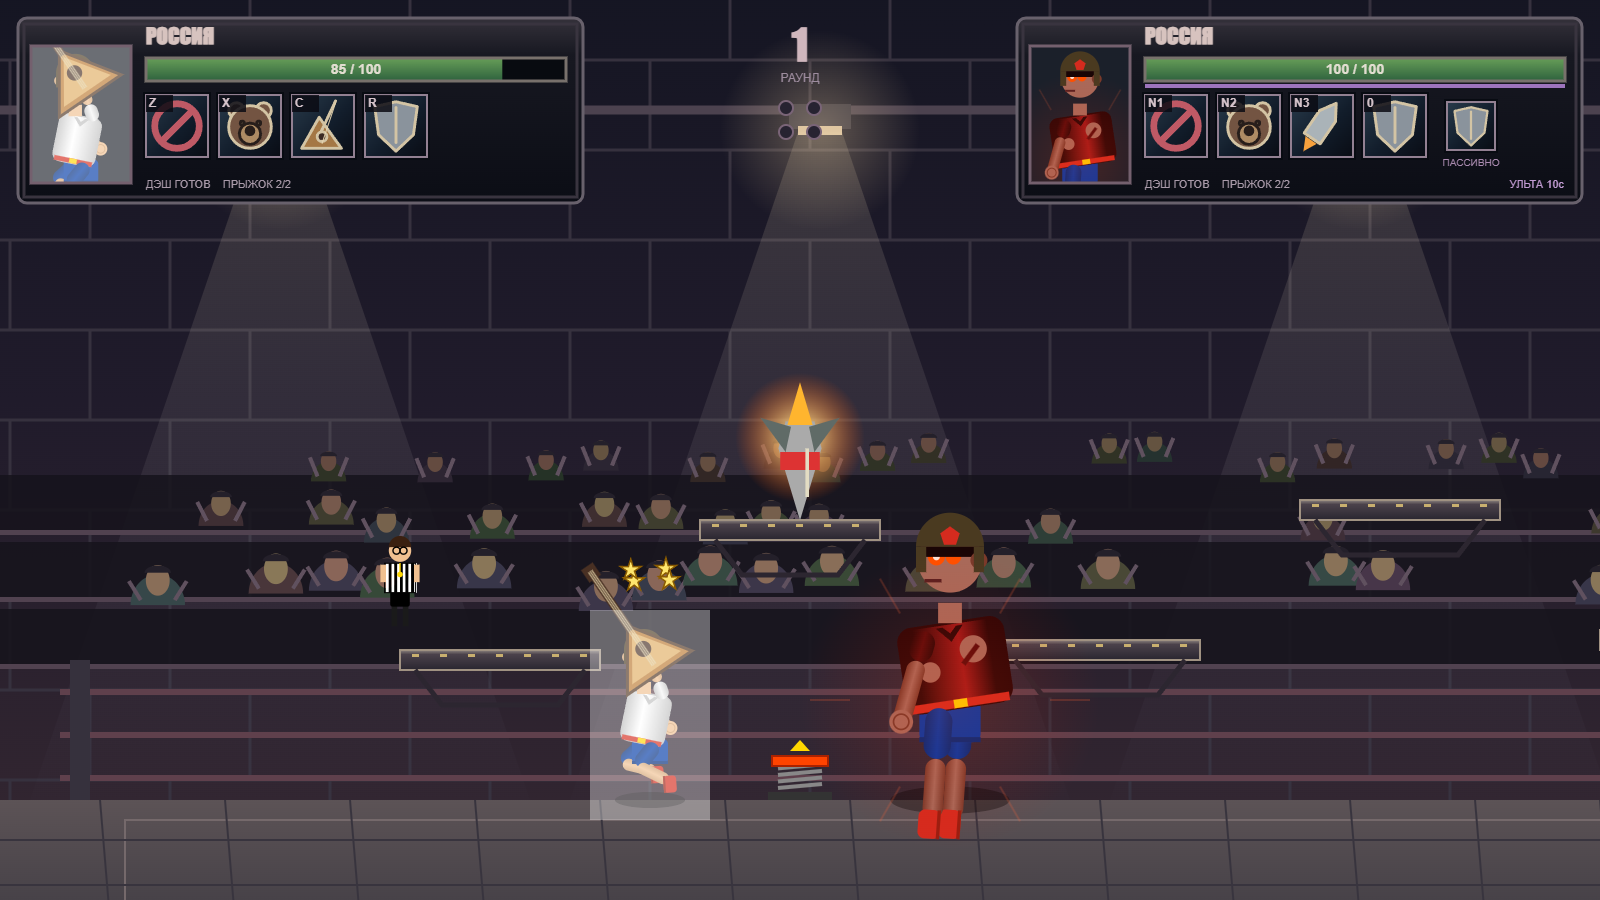 РОССИЯ
85 / 100
Z X C R
ДЭШ ГОТОВ ПРЫЖОК 2/2
1
РАУНД
РОССИЯ
100 / 100
N1 N2 N3 0
ПАССИВНО
ДЭШ ГОТОВ ПРЫЖОК 2/2 УЛЬТА 10с